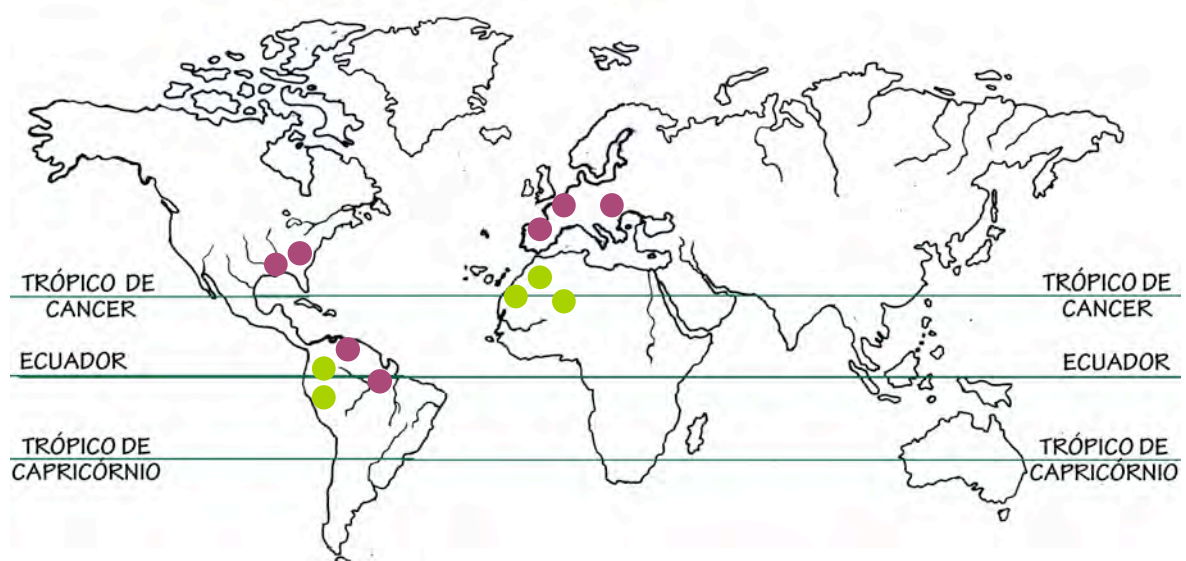 TRÓPICO DE
CANCER
TRÓPICO DE
CANCER
ECUADOR
ECUADOR
TRÓPICO DE
CAPRICÓRNIO
TRÓPICO DE
CAPRICÓRNIO